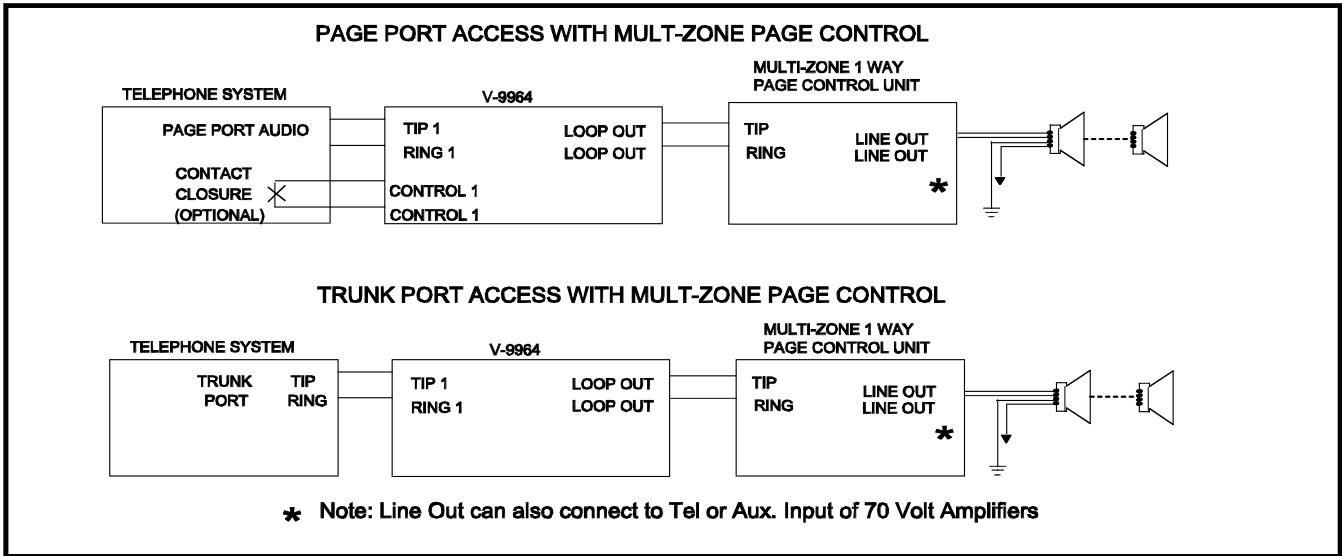 PAGE PORT ACCESS WITH MULT-ZONE PAGE CONTROL
TELEPHONE SYSTEM
PAGE PORT AUDIO
CONTACT
CLOSURE
(OPTIONAL)
V-9964
TIP 1
RING 1
CONTROL 1
CONTROL 1
LOOP OUT
LOOP OUT
MULTI-ZONE 1 WAY
PAGE CONTROL UNIT
TIP
RING
LINE OUT
LINE OUT
*
TRUNK PORT ACCESS WITH MULT-ZONE PAGE CONTROL
TELEPHONE SYSTEM
TRUNK TIP
PORT RING
V-9964
TIP 1
RING 1
LOOP OUT
LOOP OUT
MULTI-ZONE 1 WAY
PAGE CONTROL UNIT
TIP
RING
LINE OUT
LINE OUT
*
* Note: Line Out can also connect to Tel or Aux. Input of 70 Volt Amplifiers